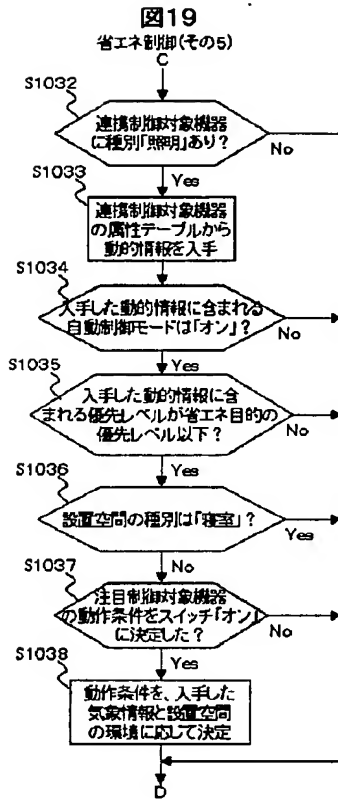 図19
省エネ制御(その5)
C
S1032
連携制御対象機器
に種別「照明」あり?
No
Yes
S1033
連携制御対象機器
の属性テーブルから
動的情報を入手
S1034
入手した動的情報に含まれる
自動制御モードは「オン」?
No
Yes
S1035
入手した動的情報に含
まれる優先レベルが省エネ目的の
優先レベル以下?
No
Yes
S1036
設置空間の種別は「寝室」?
Yes
No
S1037
注目制御対象機器
の動作条件をスイッチ「オン」
に決定した?
No
Yes
S1038
動作条件を、入手した
気象情報と設置空間
の環境に応じて決定
D